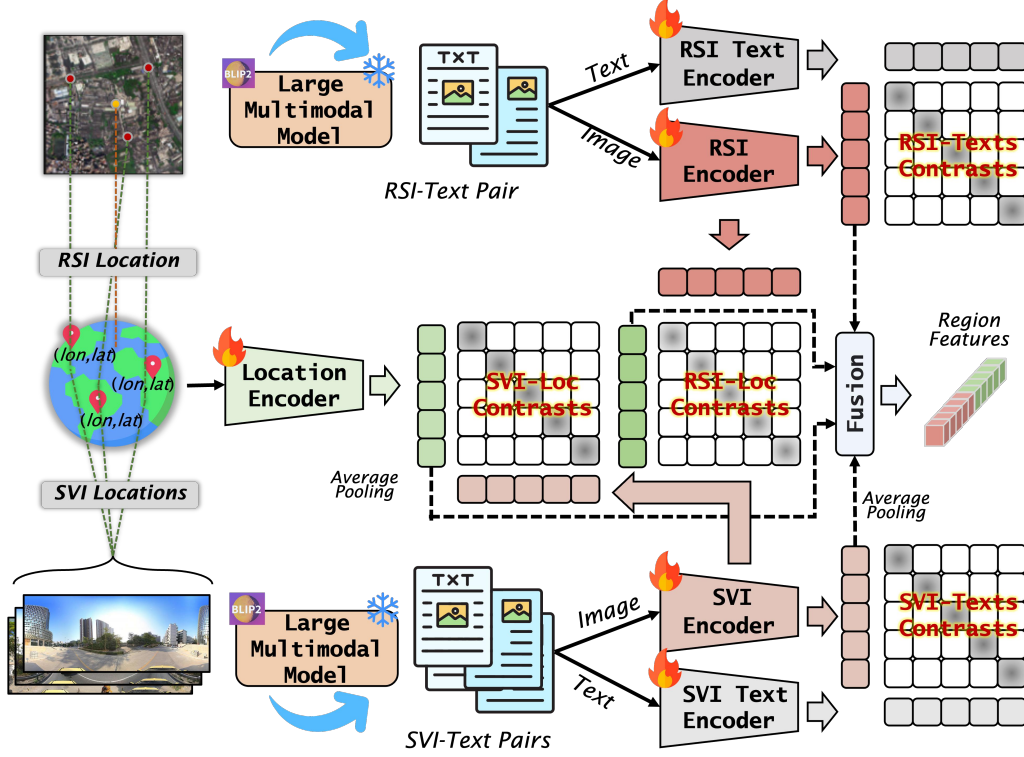 BLIP2
Large
Multimodal
Model
TXT
RSI-Text Pair
Text
Image
RSI Text
Encoder
RSI
Encoder
RSI-Texts
Contrasts
RSI Location
(lon,lat)
(lon,lat)
(lon,lat)
Location
Encoder
SVI-Loc
Contrasts
RSI-Loc
Contrasts
Fusion
Region
Features
SVI Locations
Average
Pooling
Average
Pooling
BLIP2
Large
Multimodal
Model
TXT
SVI-Text Pairs
Image
Text
SVI
Encoder
SVI Text
Encoder
SVI-Texts
Contrasts